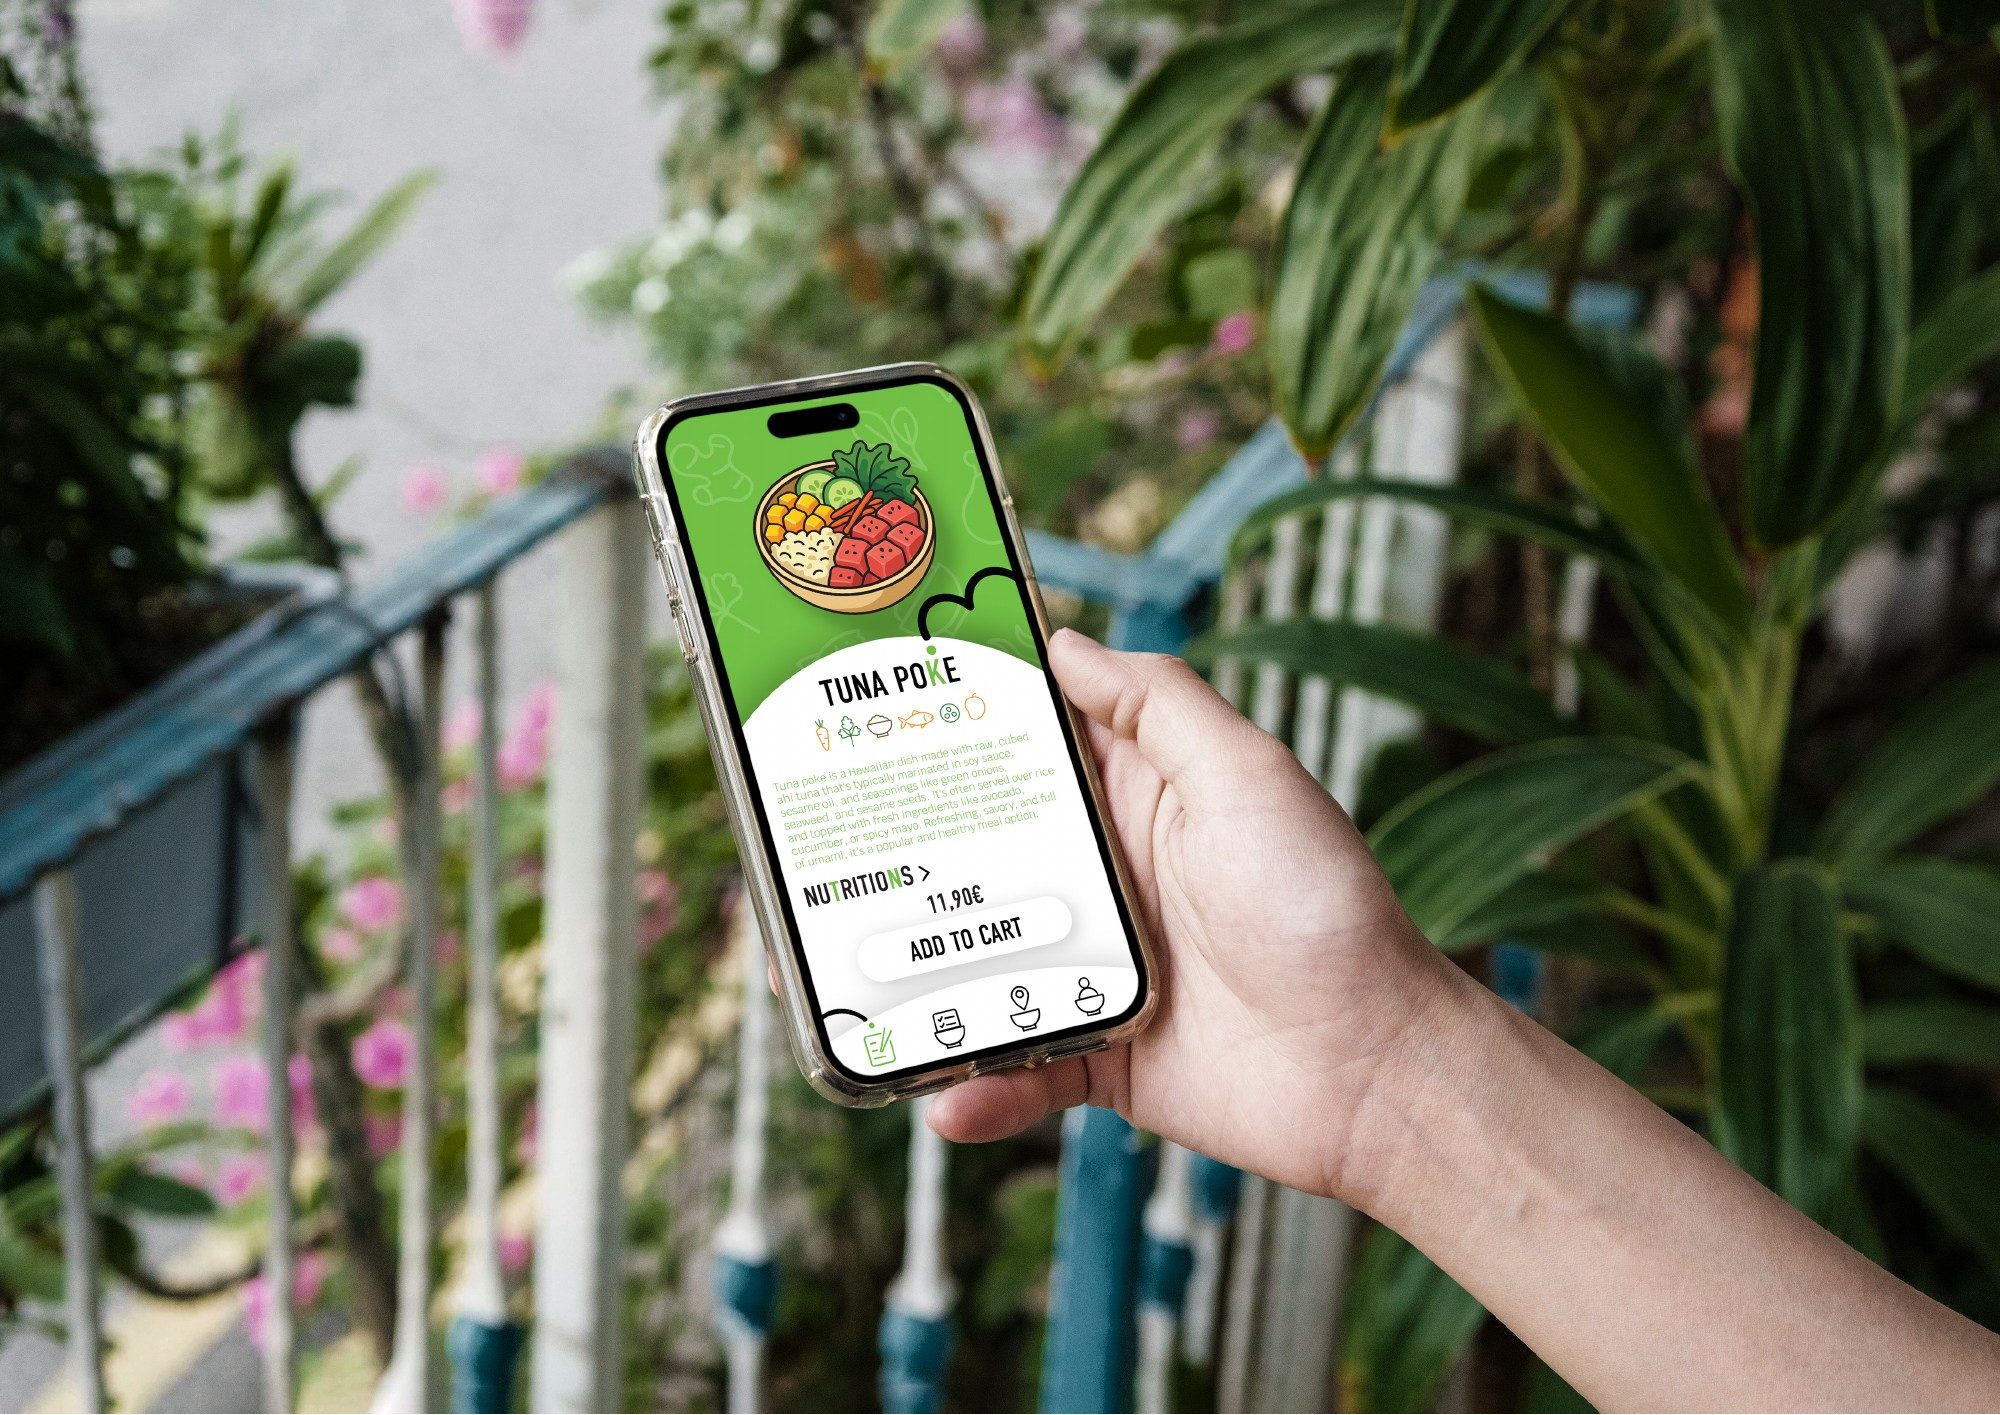 TUNA POKE
Tuna poke is a Hawaiian dish made with raw, cubed
ahi tuna that's typically marinated in soy sauce,
sesame oil, and seasonings like green onions,
seaweed, and sesame seeds. It's often served over rice
and topped with fresh ingredients like avocado,
cucumber, or spicy mayo. Refreshing, savory, and full
of umami, it's a popular and healthy meal option.
NUTRITIONS >
11,90€
ADD TO CART